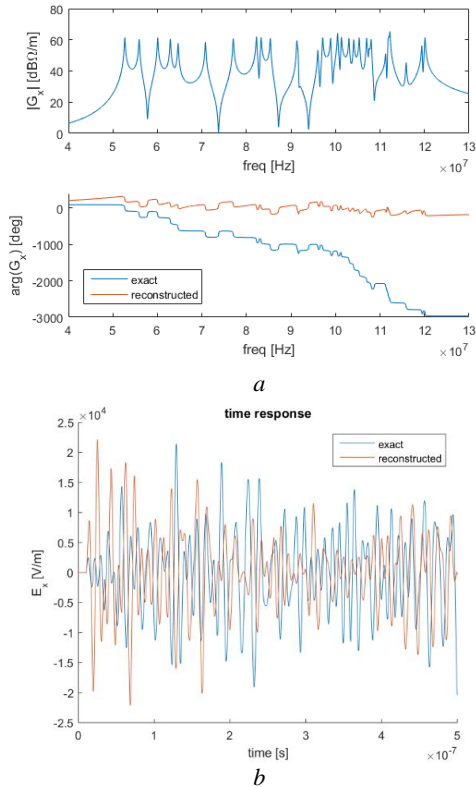 80
60
40
20
0
|Gx| [dBΩ/m]
4 5 6 7 8 9 10 11 12 13
freq [Hz]
×10^7
0
-1000
-2000
-3000
arg(Gx) [deg]
exact
reconstructed
4 5 6 7 8 9 10 11 12 13
freq [Hz]
×10^7
a
time response
×10^4
2.5
2
1.5
1
0.5
0
-0.5
-1
-1.5
-2
-2.5
Ex [V/m]
exact
reconstructed
0 1 2 3 4 5
time [s]
×10^-7
b